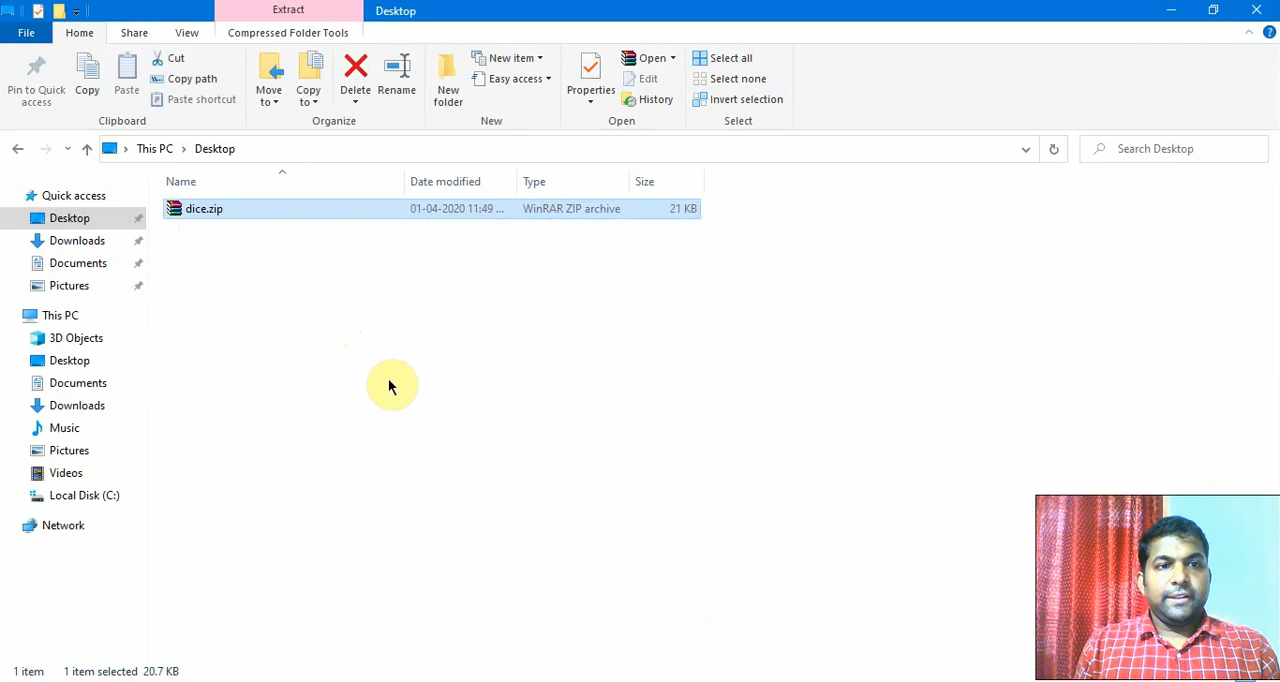 Extract
Desktop
File
Home
Share
View
Compressed Folder Tools
Pin to Quick access
Copy
Paste
Cut
Copy path
Paste shortcut
Clipboard
Move to
Copy to
Delete
Rename
Organize
New folder
New item
Easy access
New
Properties
Open
Edit
History
Open
Select all
Select none
Invert selection
Select
This PC > Desktop
Search Desktop
Name
Date modified
Type
Size
dice.zip
01-04-2020 11:49 ...
WinRAR ZIP archive
21 KB
Quick access
Desktop
Downloads
Documents
Pictures
This PC
3D Objects
Desktop
Documents
Downloads
Music
Pictures
Videos
Local Disk (C:)
Network
1 item
1 item selected 20.7 KB